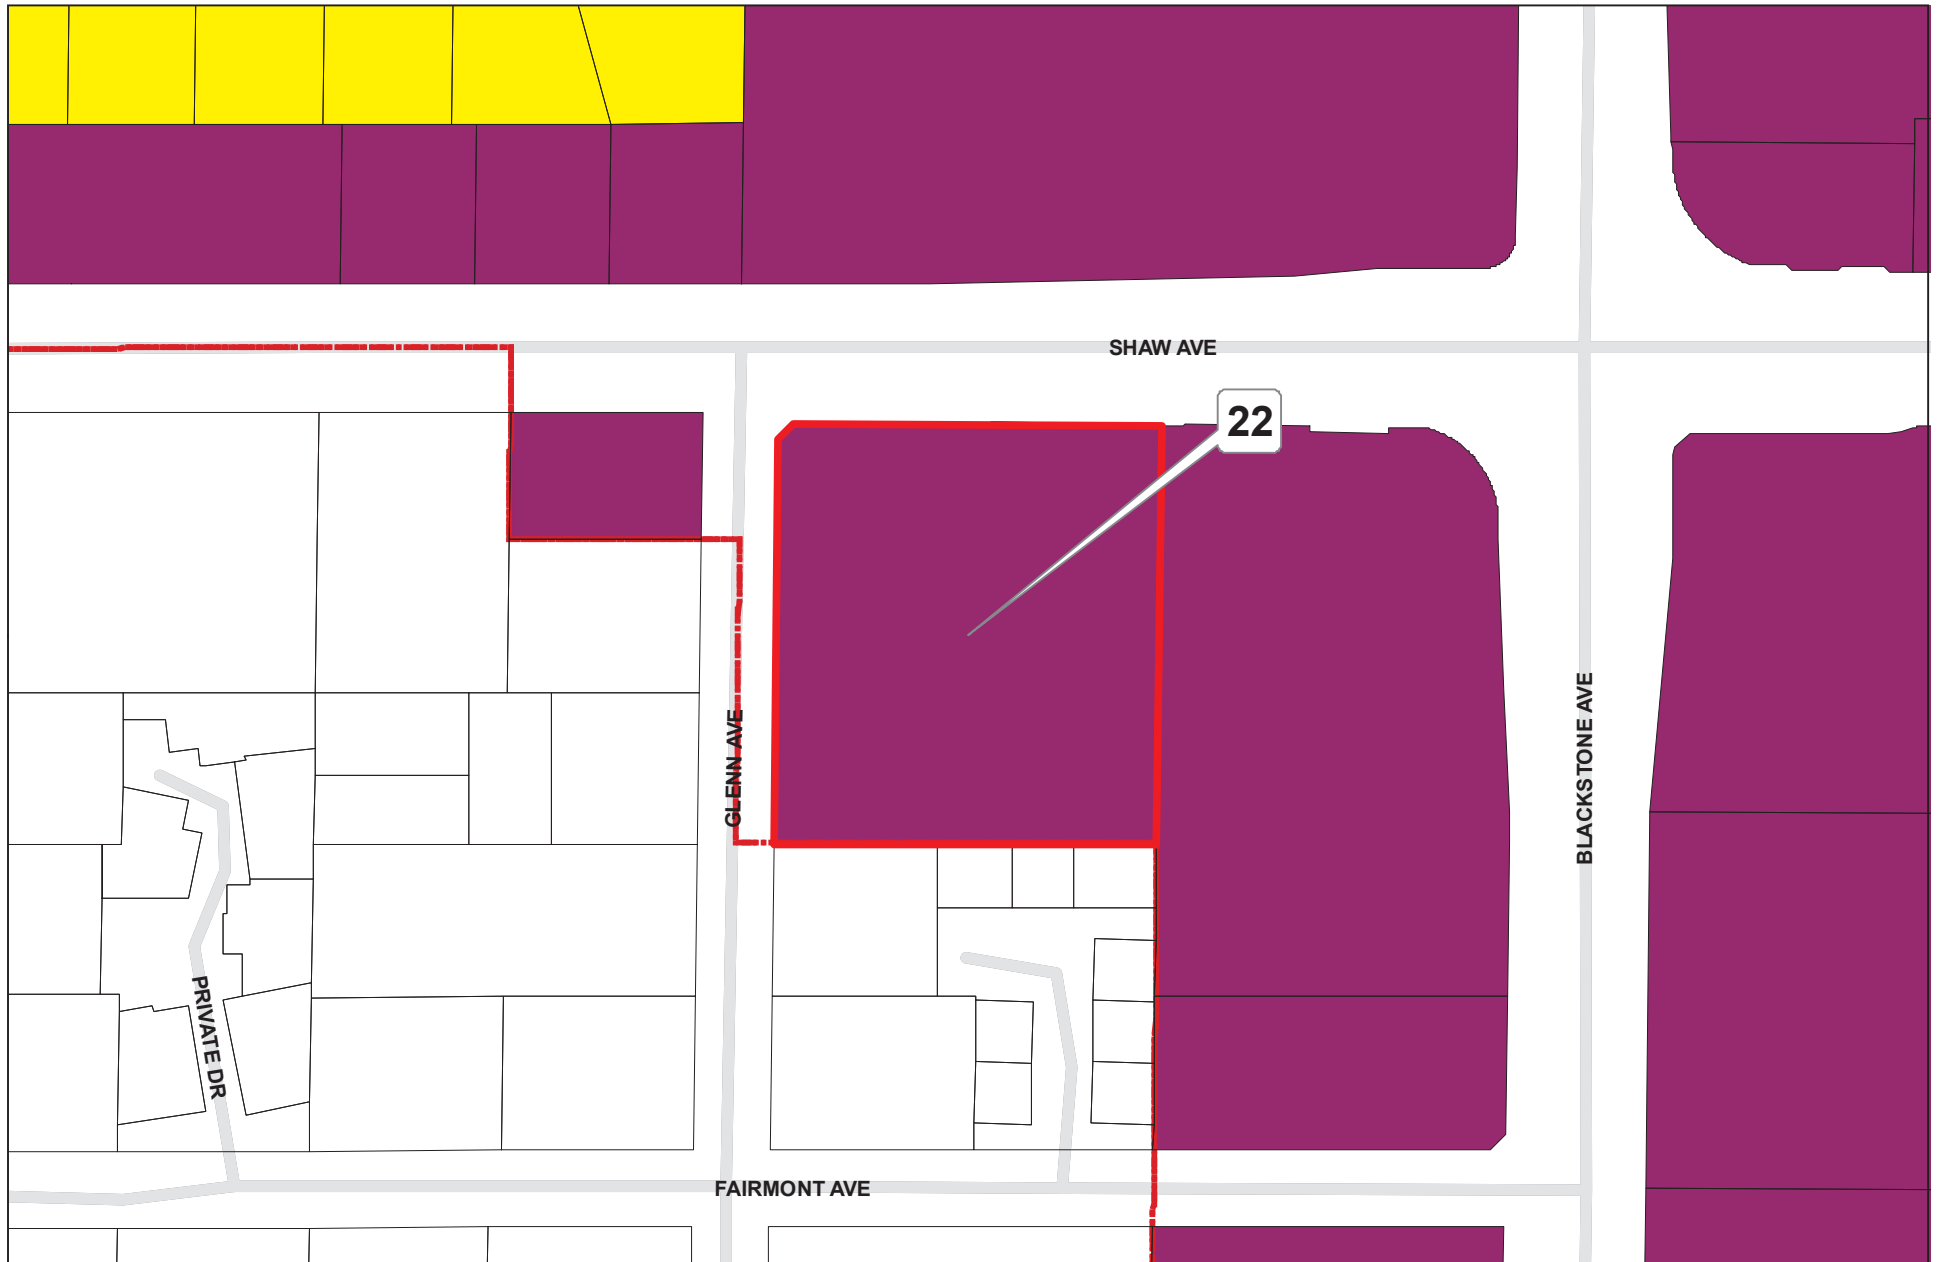 SHAW AVE
22
GLENN AVE
BLACKSTONE AVE
PRIVATE DR
FAIRMONT AVE